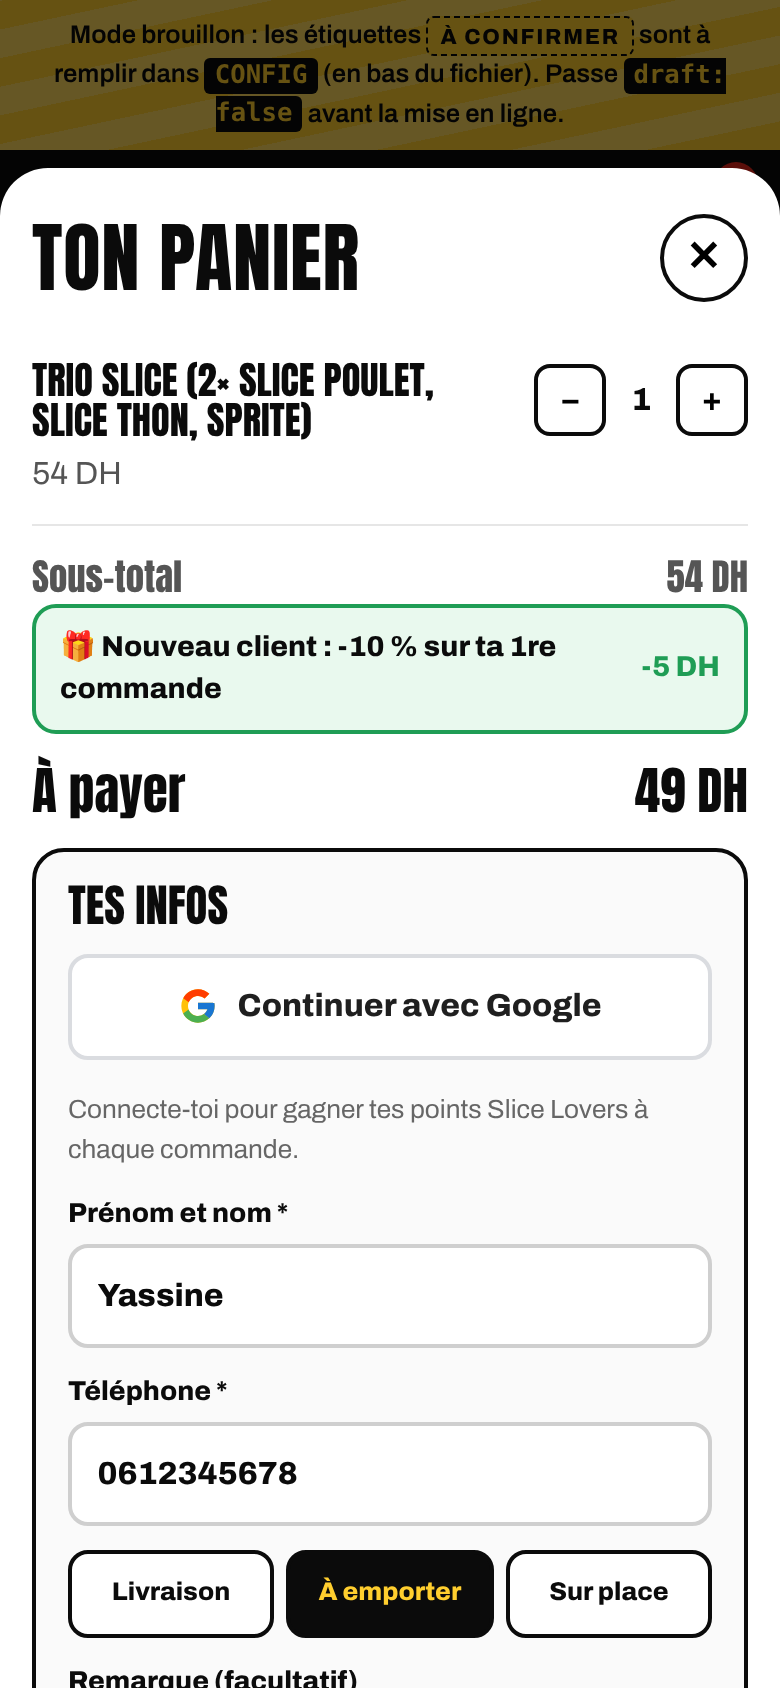 Mode brouillon : les étiquettes À CONFIRMER sont à
remplir dans CONFIG (en bas du fichier). Passe draft:
false avant la mise en ligne.
TON PANIER
✕
TRIO SLICE (2× SLICE POULET,
SLICE THON, SPRITE)
− 1 +
54 DH
Sous-total 54 DH
🎁 Nouveau client : -10 % sur ta 1re
commande
-5 DH
À payer 49 DH
TES INFOS
Continuer avec Google
Connecte-toi pour gagner tes points Slice Lovers à
chaque commande.
Prénom et nom *
Yassine
Téléphone *
0612345678
Livraison À emporter Sur place
Remarque (facultatif)